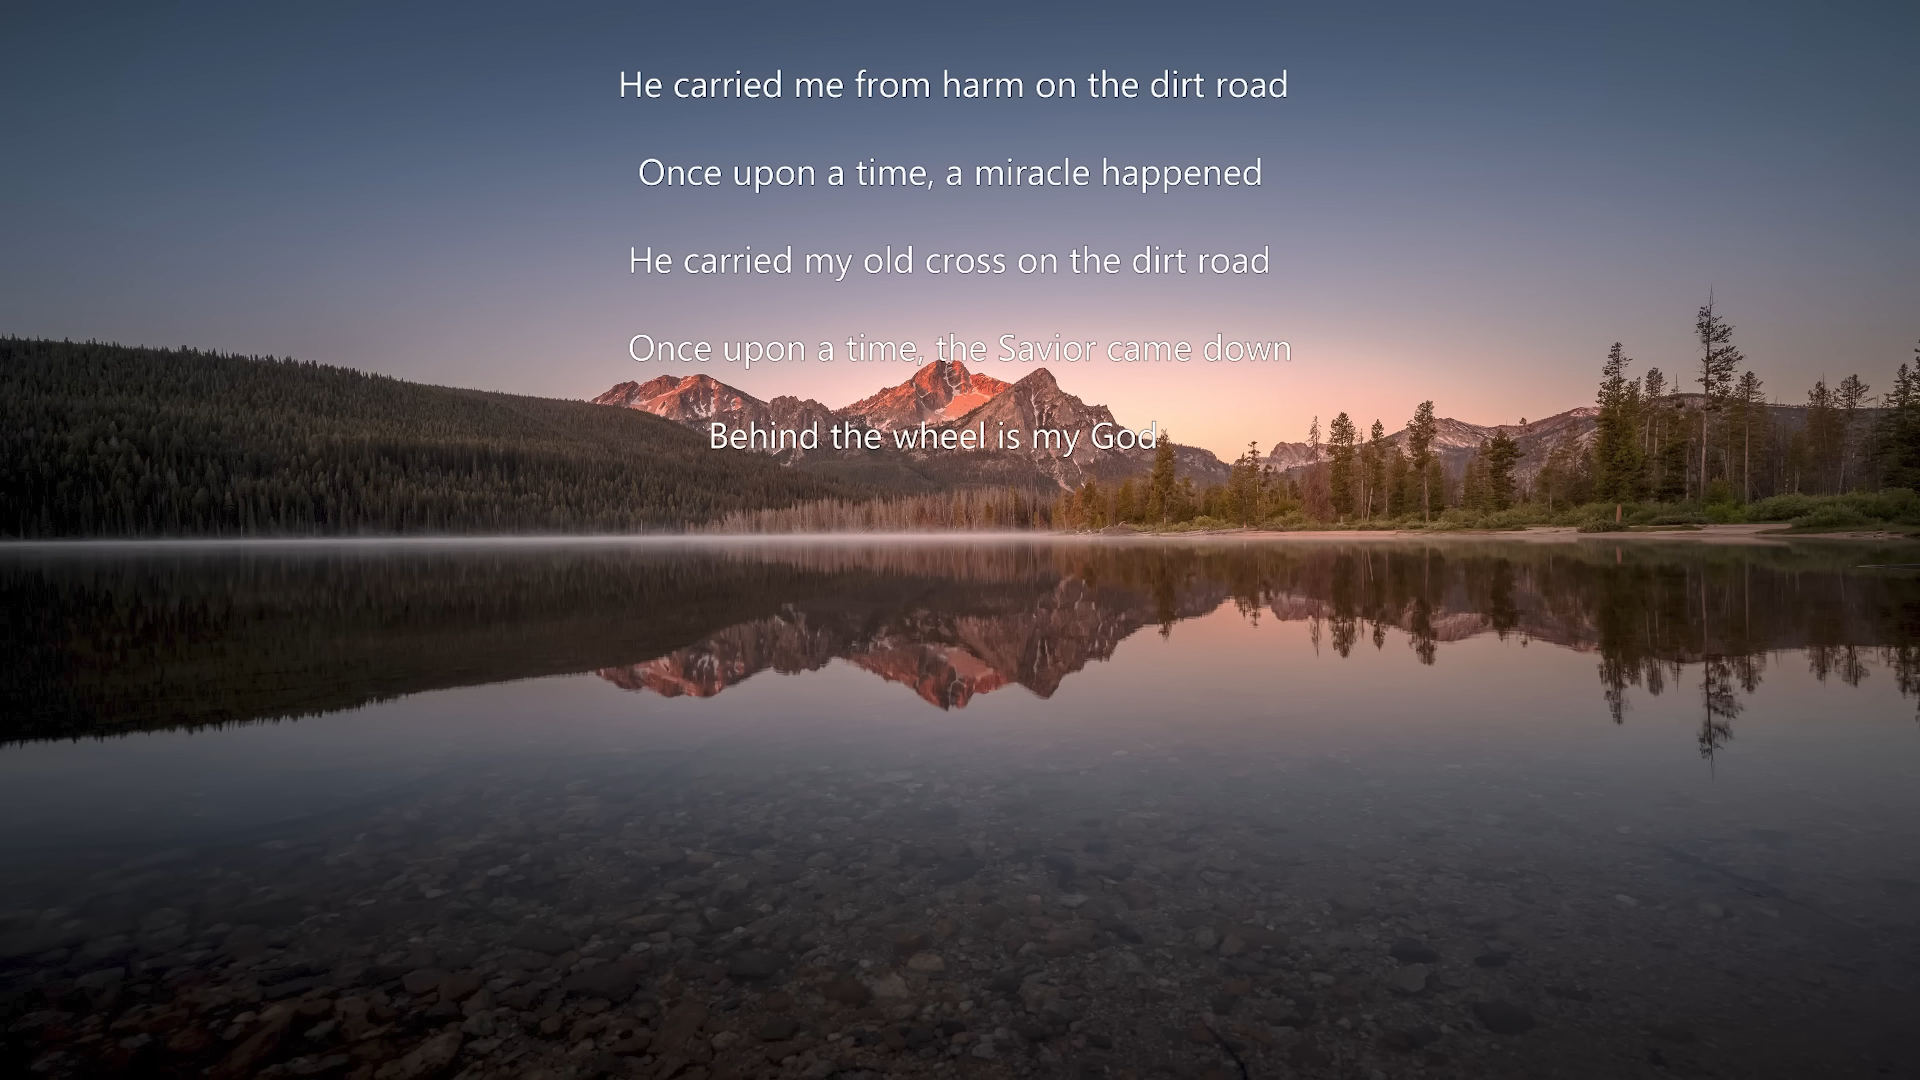 He carried me from harm on the dirt road
Once upon a time, a miracle happened
He carried my old cross on the dirt road
Once upon a time, the Savior came down
Behind the wheel is my God